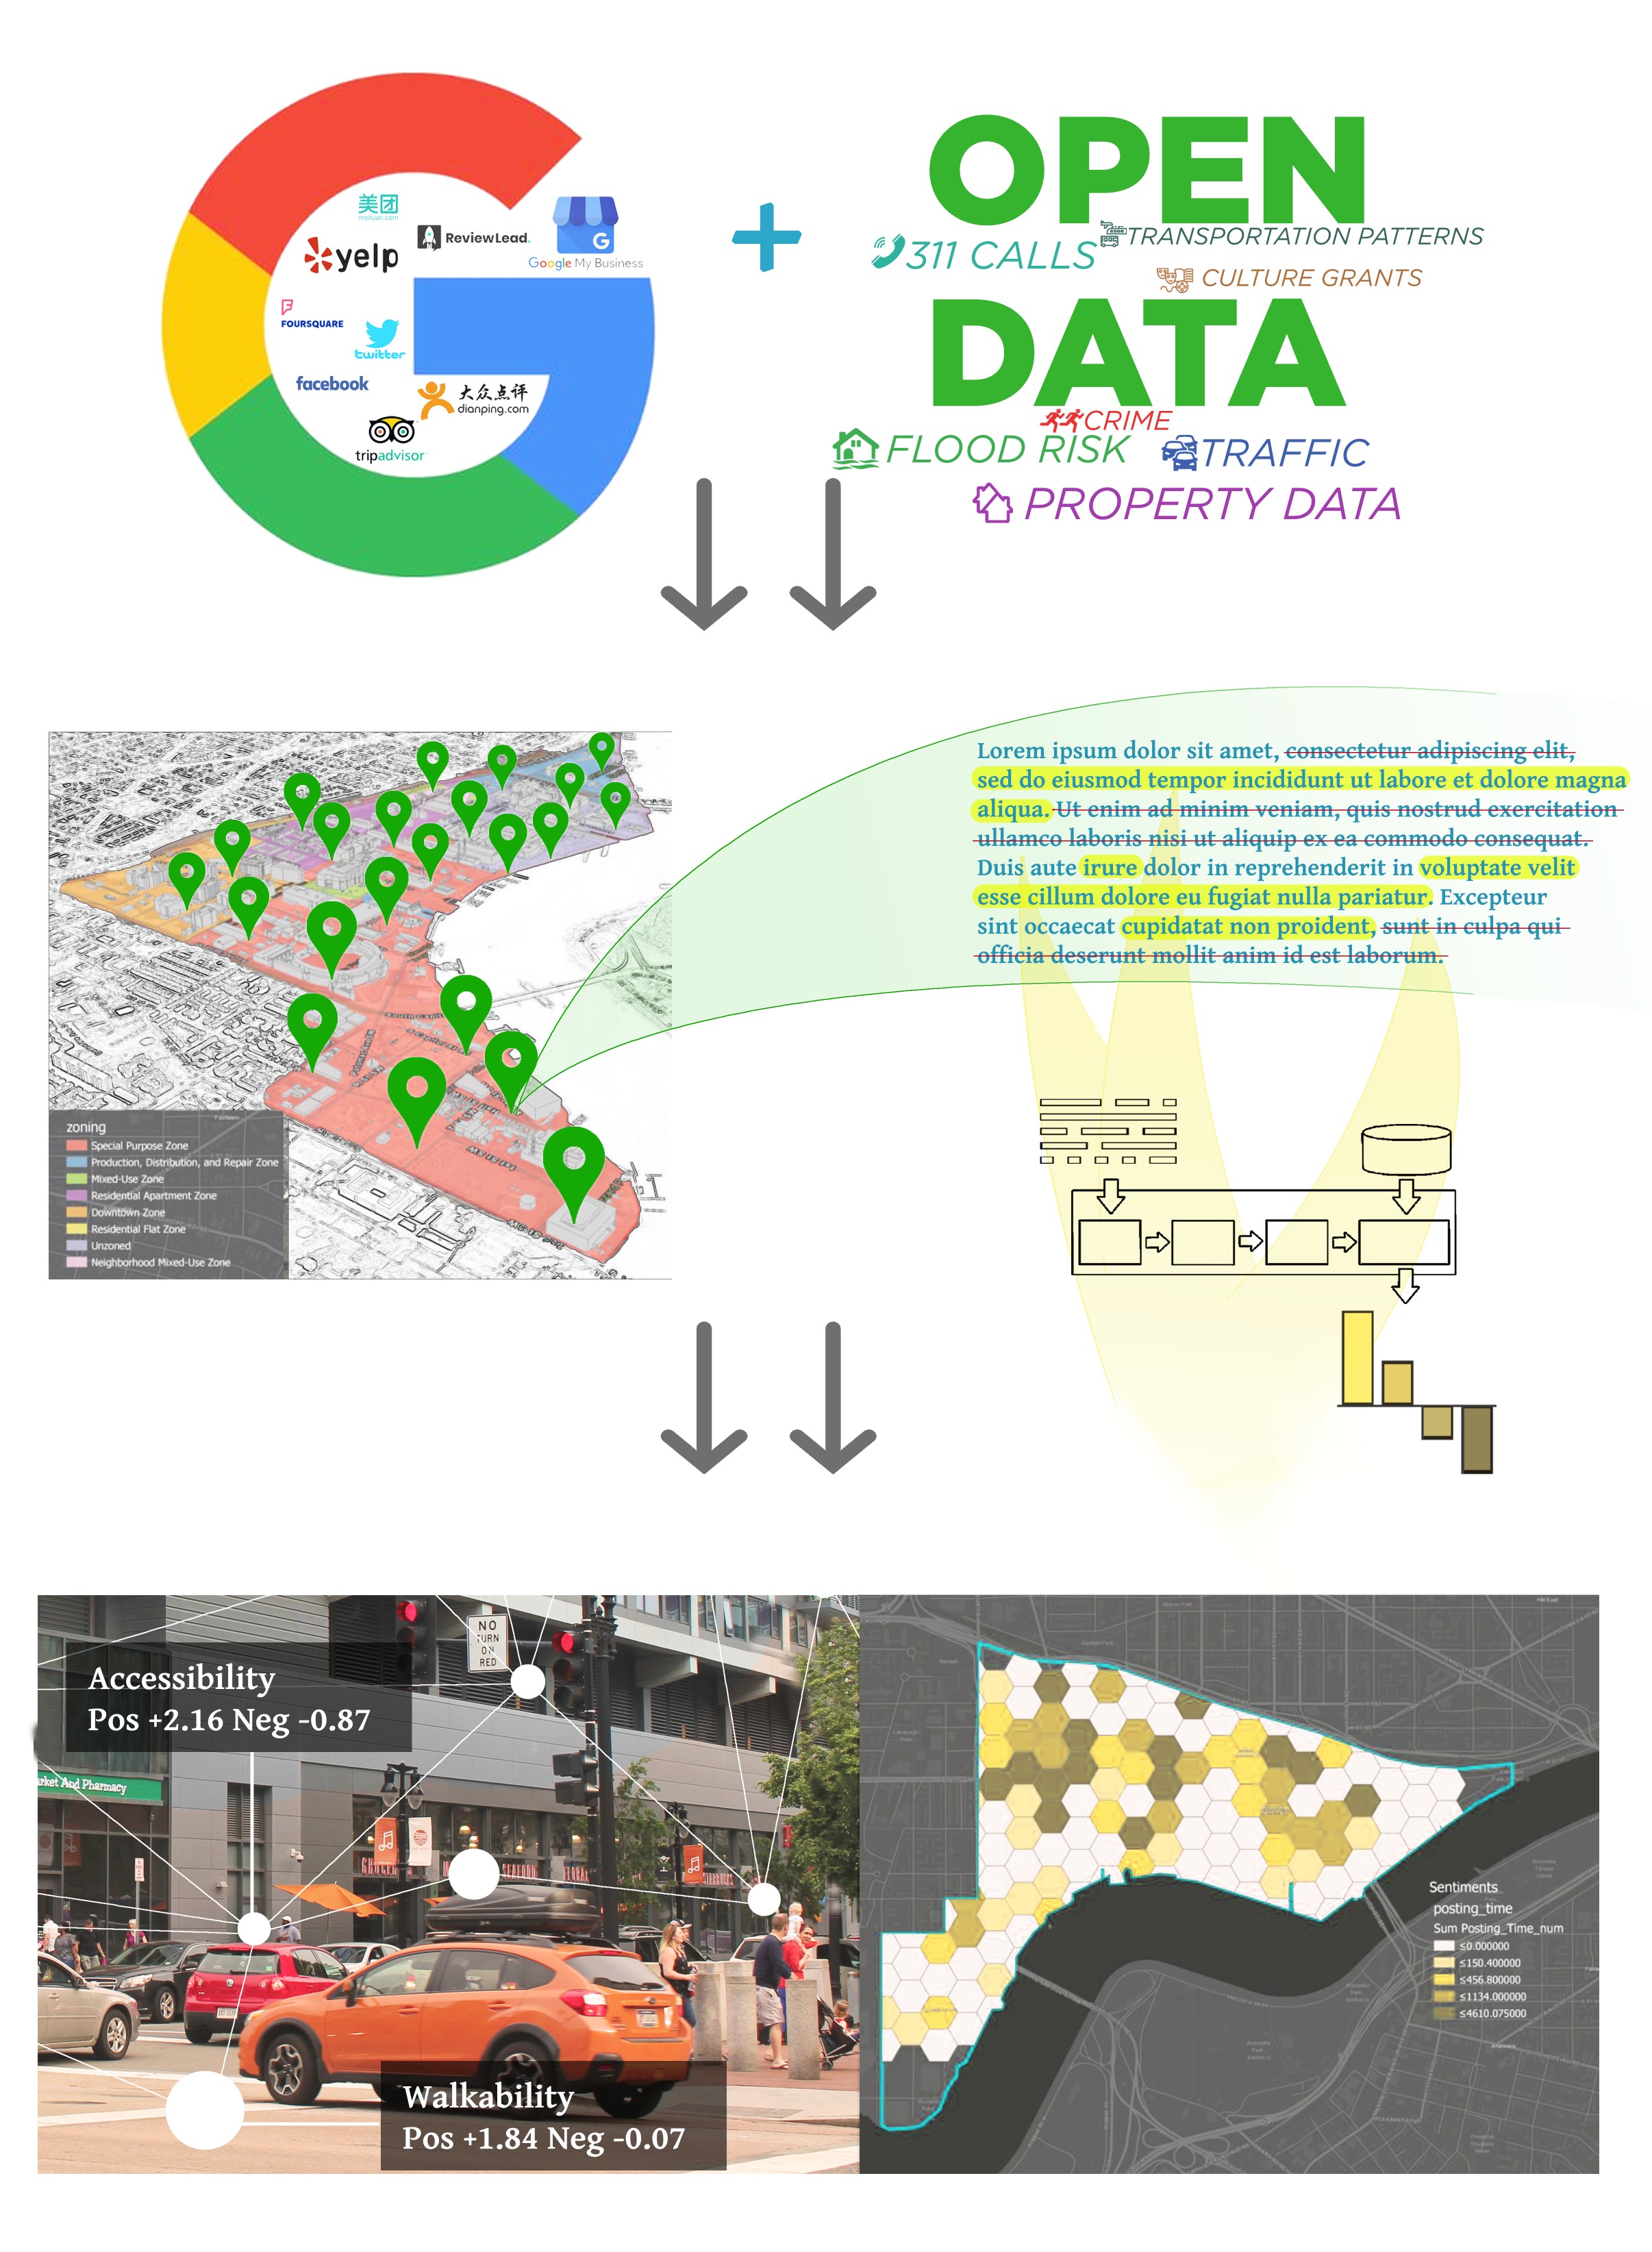 美团
meituan.com
yelp
ReviewLead.
Google My Business
FOURSQUARE
twitter
facebook
大众点评
dianping.com
tripadvisor
OPEN
TRANSPORTATION PATTERNS
311 CALLS
CULTURE GRANTS
DATA
CRIME
FLOOD RISK
TRAFFIC
PROPERTY DATA
Lorem ipsum dolor sit amet, consectetur adipiscing elit,
sed do eiusmod tempor incididunt ut labore et dolore magna
aliqua. Ut enim ad minim veniam, quis nostrud exercitation
ullamco laboris nisi ut aliquip ex ea commodo consequat.
Duis aute irure dolor in reprehenderit in voluptate velit
esse cillum dolore eu fugiat nulla pariatur. Excepteur
sint occaecat cupidatat non proident, sunt in culpa qui
officia deserunt mollit anim id est laborum.
zoning
Special Purpose Zone
Production, Distribution, and Repair Zone
Mixed-Use Zone
Residential Apartment Zone
Downtown Zone
Residential Flat Zone
Unzoned
Neighborhood Mixed-Use Zone
NO
TURN
ON
RED
Accessibility
Pos +2.16 Neg -0.87
And Pharmacy
Walkability
Pos +1.84 Neg -0.07
Sentiments
posting_time
Sum Posting_Time_num
≤0.000000
≤150.400000
≤456.800000
≤1134.000000
≤4610.075000